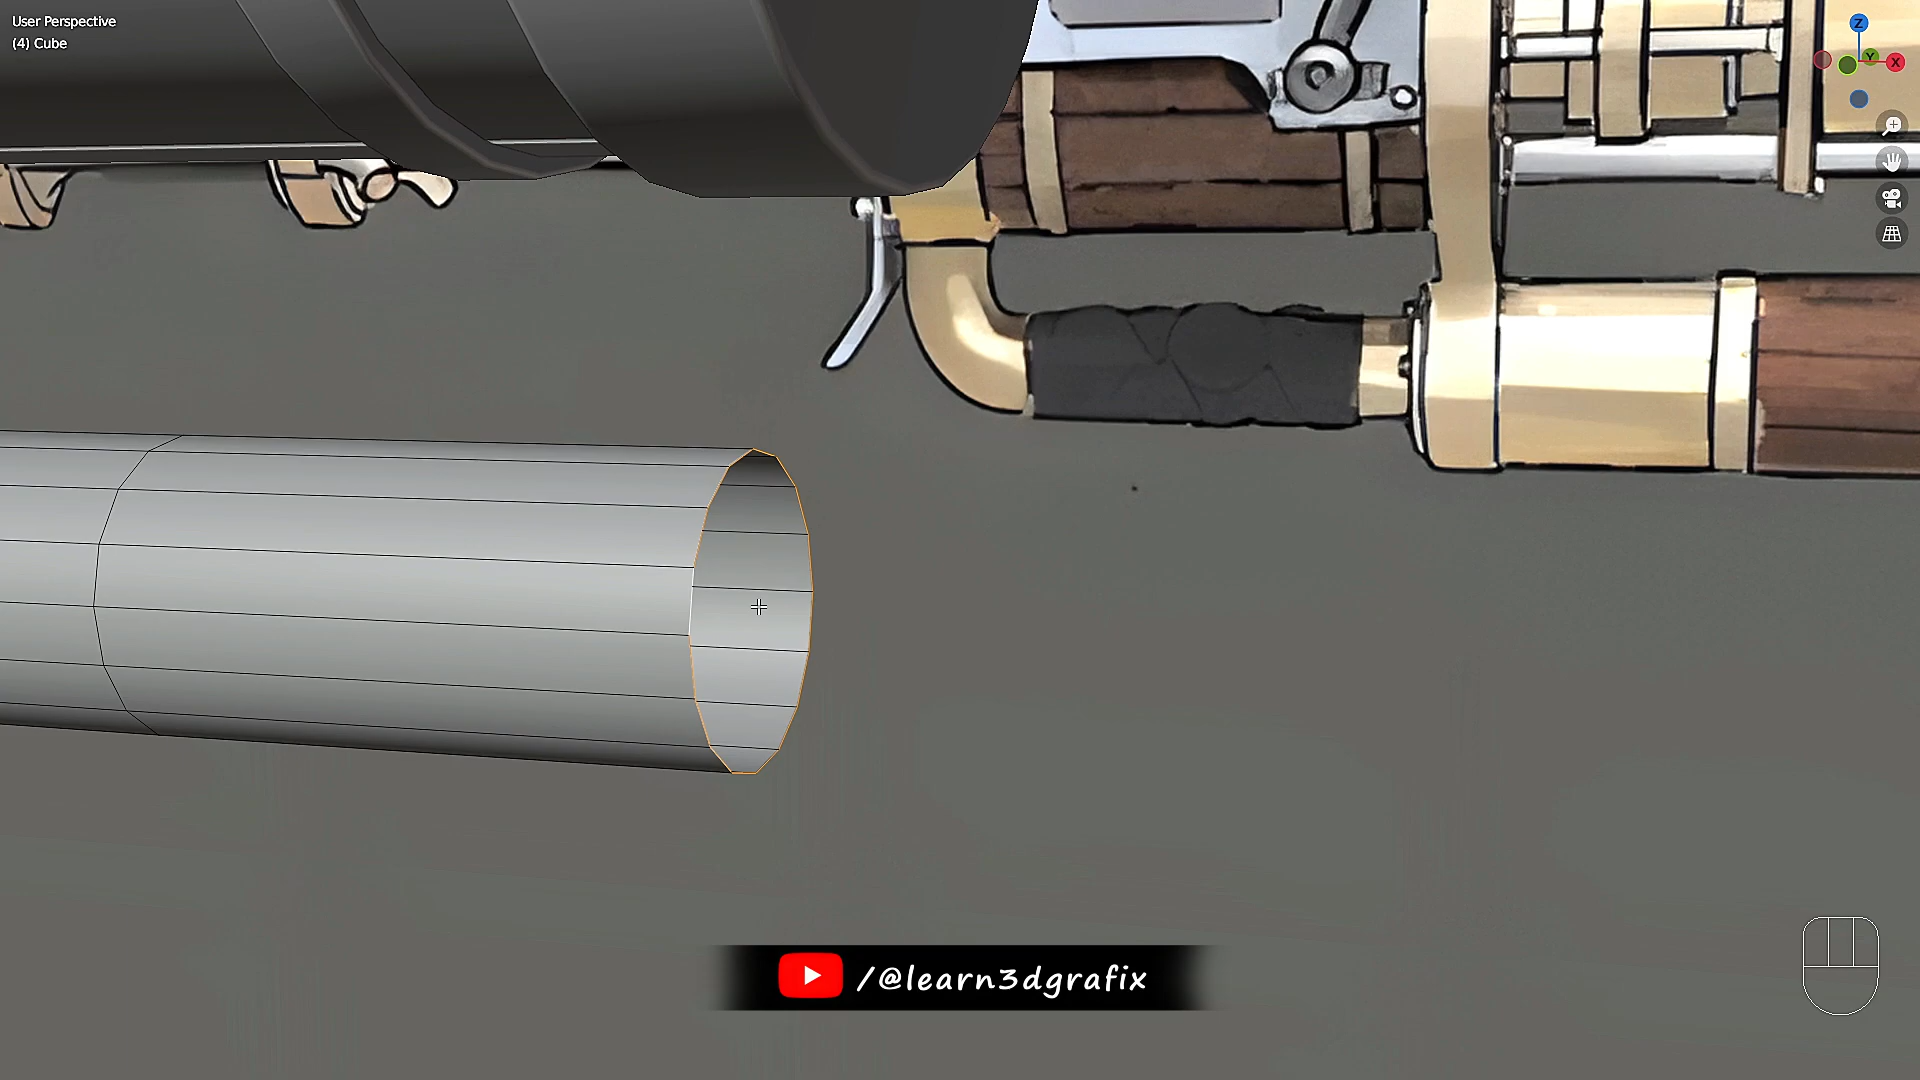 User Perspective
(4) Cube
Z
Y
X
/@learn3dgrafix